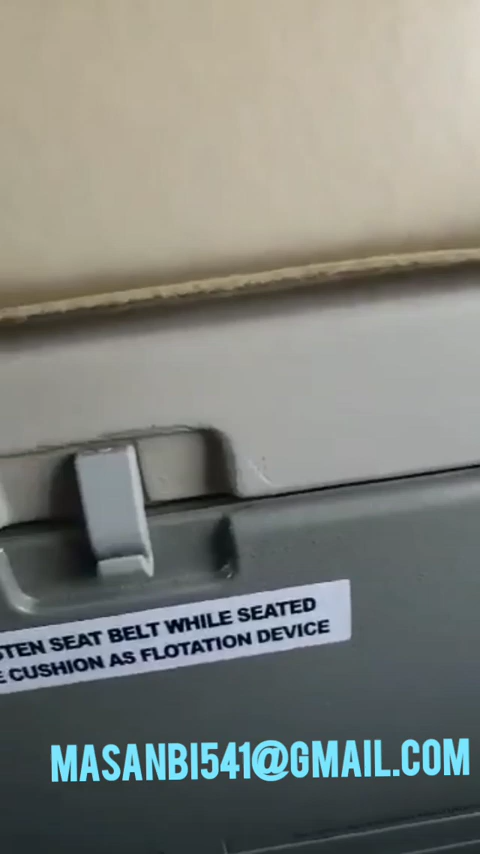 STEN SEAT BELT WHILE SEATED
E CUSHION AS FLOTATION DEVICE
MASANBI541@GMAIL.COM